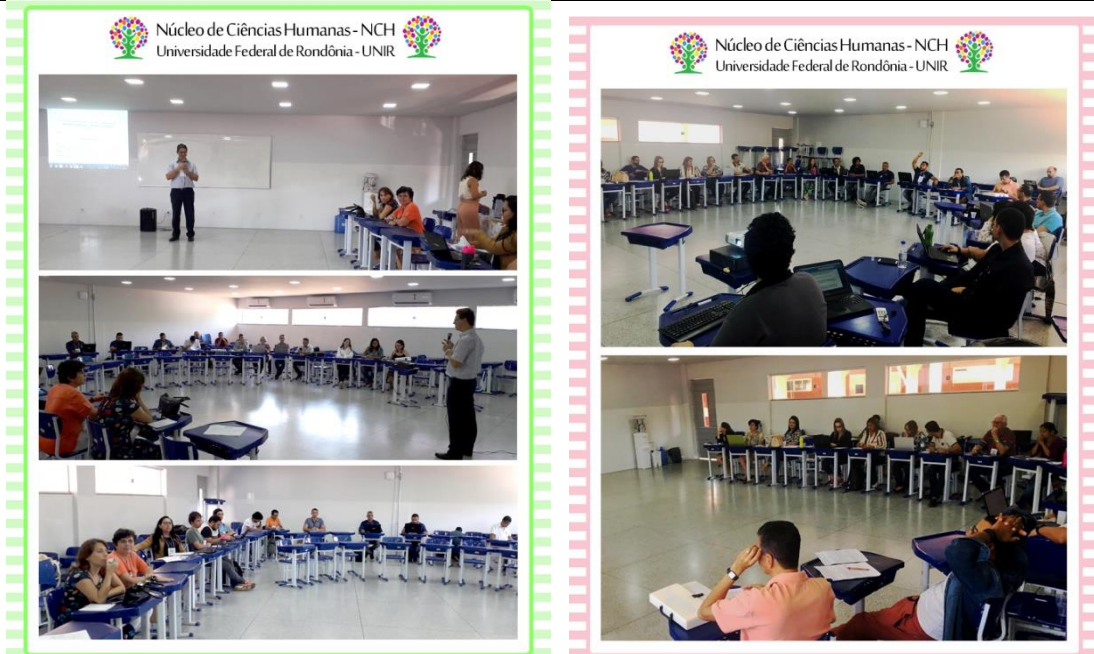 Núcleo de Ciências Humanas - NCH
Universidade Federal de Rondônia - UNIR
Núcleo de Ciências Humanas - NCH
Universidade Federal de Rondônia - UNIR